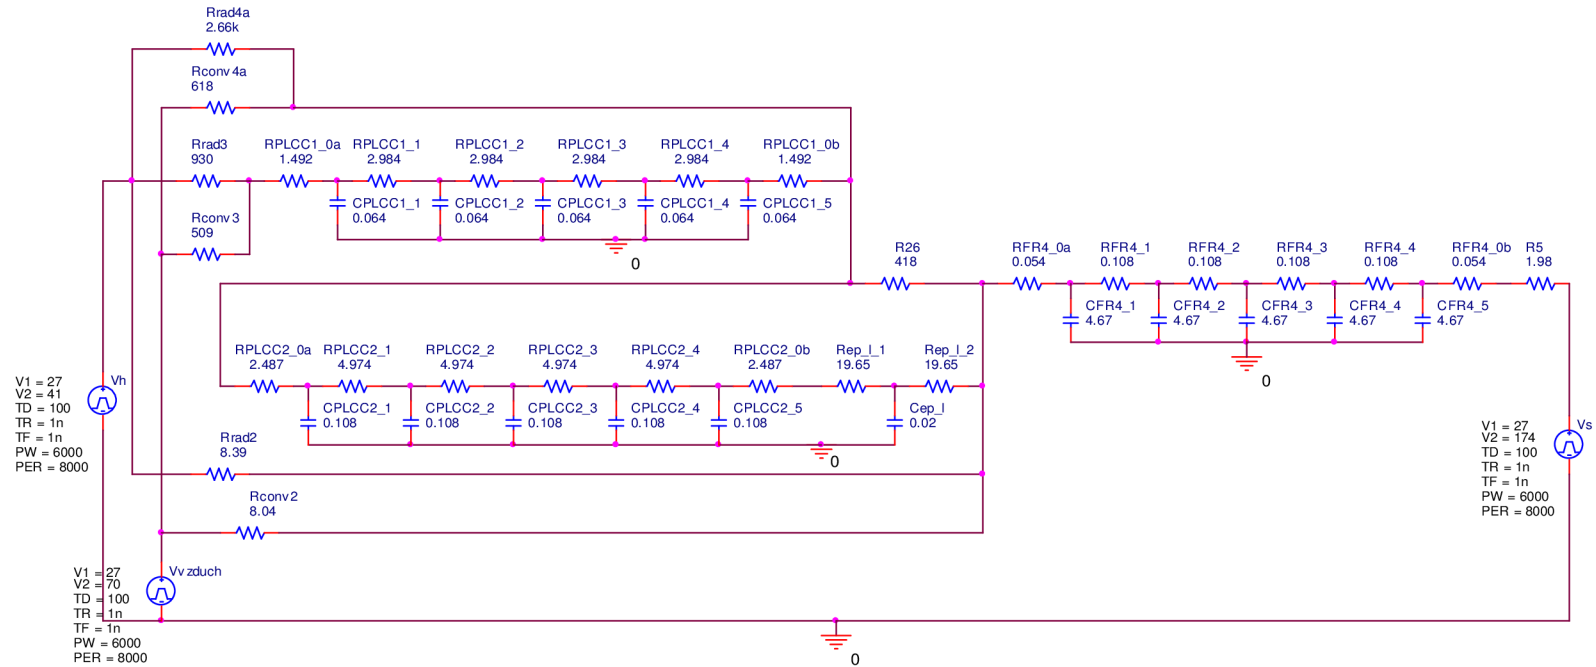 Rrad4a
2.66k
Rconv4a
618
Rrad3
930
RPLCC1_0a
1.492
RPLCC1_1
2.984
RPLCC1_2
2.984
RPLCC1_3
2.984
RPLCC1_4
2.984
RPLCC1_0b
1.492
CPLCC1_1
0.064
CPLCC1_2
0.064
CPLCC1_3
0.064
CPLCC1_4
0.064
CPLCC1_5
0.064
Rconv3
509
0
R26
418
RFR4_0a
0.054
RFR4_1
0.108
RFR4_2
0.108
RFR4_3
0.108
RFR4_4
0.108
RFR4_0b
0.054
R5
1.98
CFR4_1
4.67
CFR4_2
4.67
CFR4_3
4.67
CFR4_4
4.67
CFR4_5
4.67
0
RPLCC2_0a
2.487
RPLCC2_1
4.974
RPLCC2_2
4.974
RPLCC2_3
4.974
RPLCC2_4
4.974
RPLCC2_0b
2.487
Rep_l_1
19.65
Rep_l_2
19.65
CPLCC2_1
0.108
CPLCC2_2
0.108
CPLCC2_3
0.108
CPLCC2_4
0.108
CPLCC2_5
0.108
Cep_l
0.02
0
Vh
V1 = 27
V2 = 41
TD = 100
TR = 1n
TF = 1n
PW = 6000
PER = 8000
Rrad2
8.39
Rconv2
8.04
Vs
V1 = 27
V2 = 174
TD = 100
TR = 1n
TF = 1n
PW = 6000
PER = 8000
Vvzduch
V1 = 27
V2 = 70
TD = 100
TR = 1n
TF = 1n
PW = 6000
PER = 8000
0